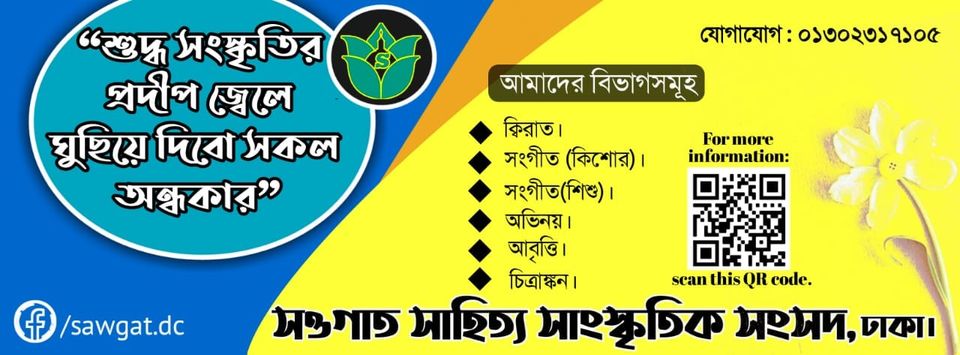 “শুদ্ধ সংস্কৃতির
প্রদীপ জ্বেলে
ঘুছিয়ে দিবো সকল
অন্ধকার”
যোগাযোগ : ০১৩০২৩১৭১০৫
আমাদের বিভাগসমূহ
ক্বিরাত।
সংগীত (কিশোর)।
সংগীত(শিশু)।
অভিনয়।
আবৃত্তি।
চিত্রাঙ্কন।
For more
information:
scan this QR code.
/sawgat.dc
সওগাত সাহিত্য সাংস্কৃতিক সংসদ, ঢাকা।